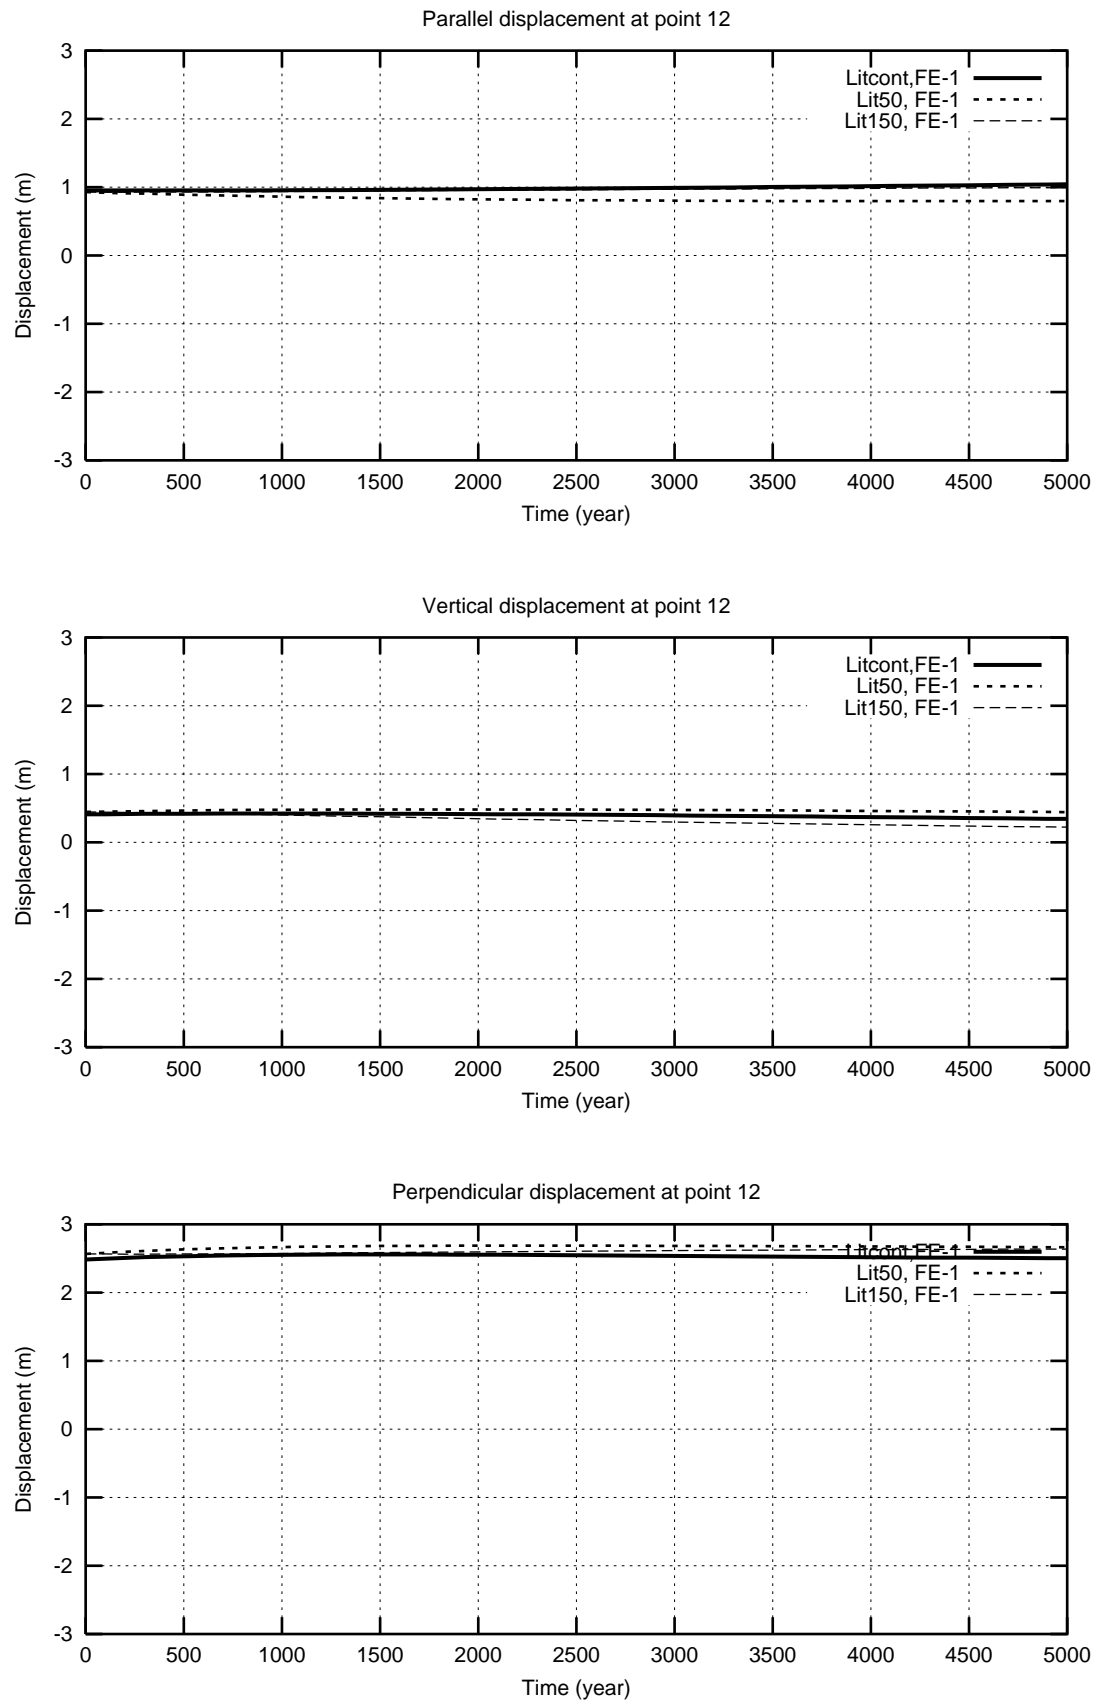 Parallel displacement at point 12
3
Litcont,FE-1
Lit50, FE-1
2
Lit150, FE-1
1
0
-1
-2
-3
Displacement (m)
0 500 1000 1500 2000 2500 3000 3500 4000 4500 5000
Time (year)
Vertical displacement at point 12
3
Litcont,FE-1
Lit50, FE-1
2
Lit150, FE-1
1
0
-1
-2
-3
Displacement (m)
0 500 1000 1500 2000 2500 3000 3500 4000 4500 5000
Time (year)
Perpendicular displacement at point 12
3
Litcont,FE-1
Lit50, FE-1
2
Lit150, FE-1
1
0
-1
-2
-3
Displacement (m)
0 500 1000 1500 2000 2500 3000 3500 4000 4500 5000
Time (year)